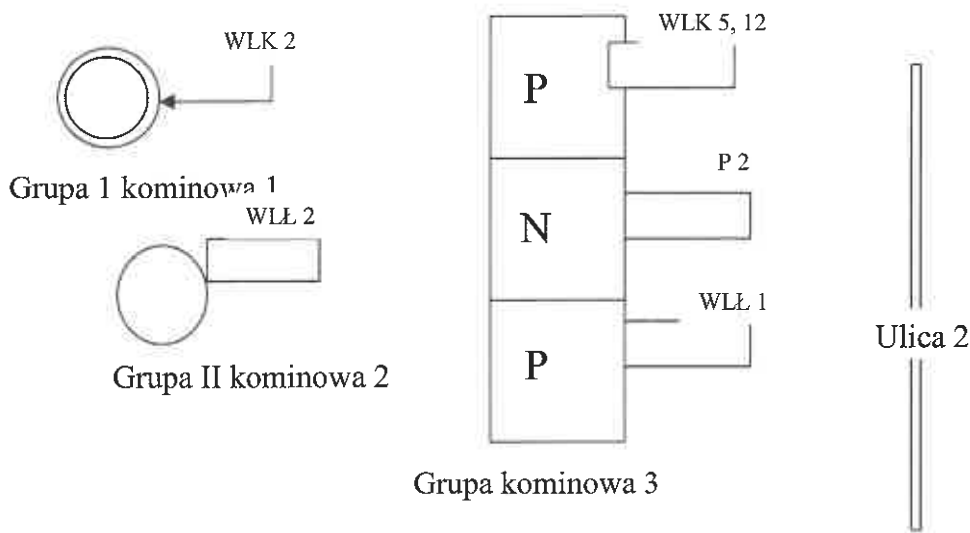 WLK 2
Grupa 1 kominowa 1
WLŁ 2
Grupa II kominowa 2
WLK 5, 12
P
P 2
N
WLŁ 1
P
Grupa kominowa 3
Ulica 2